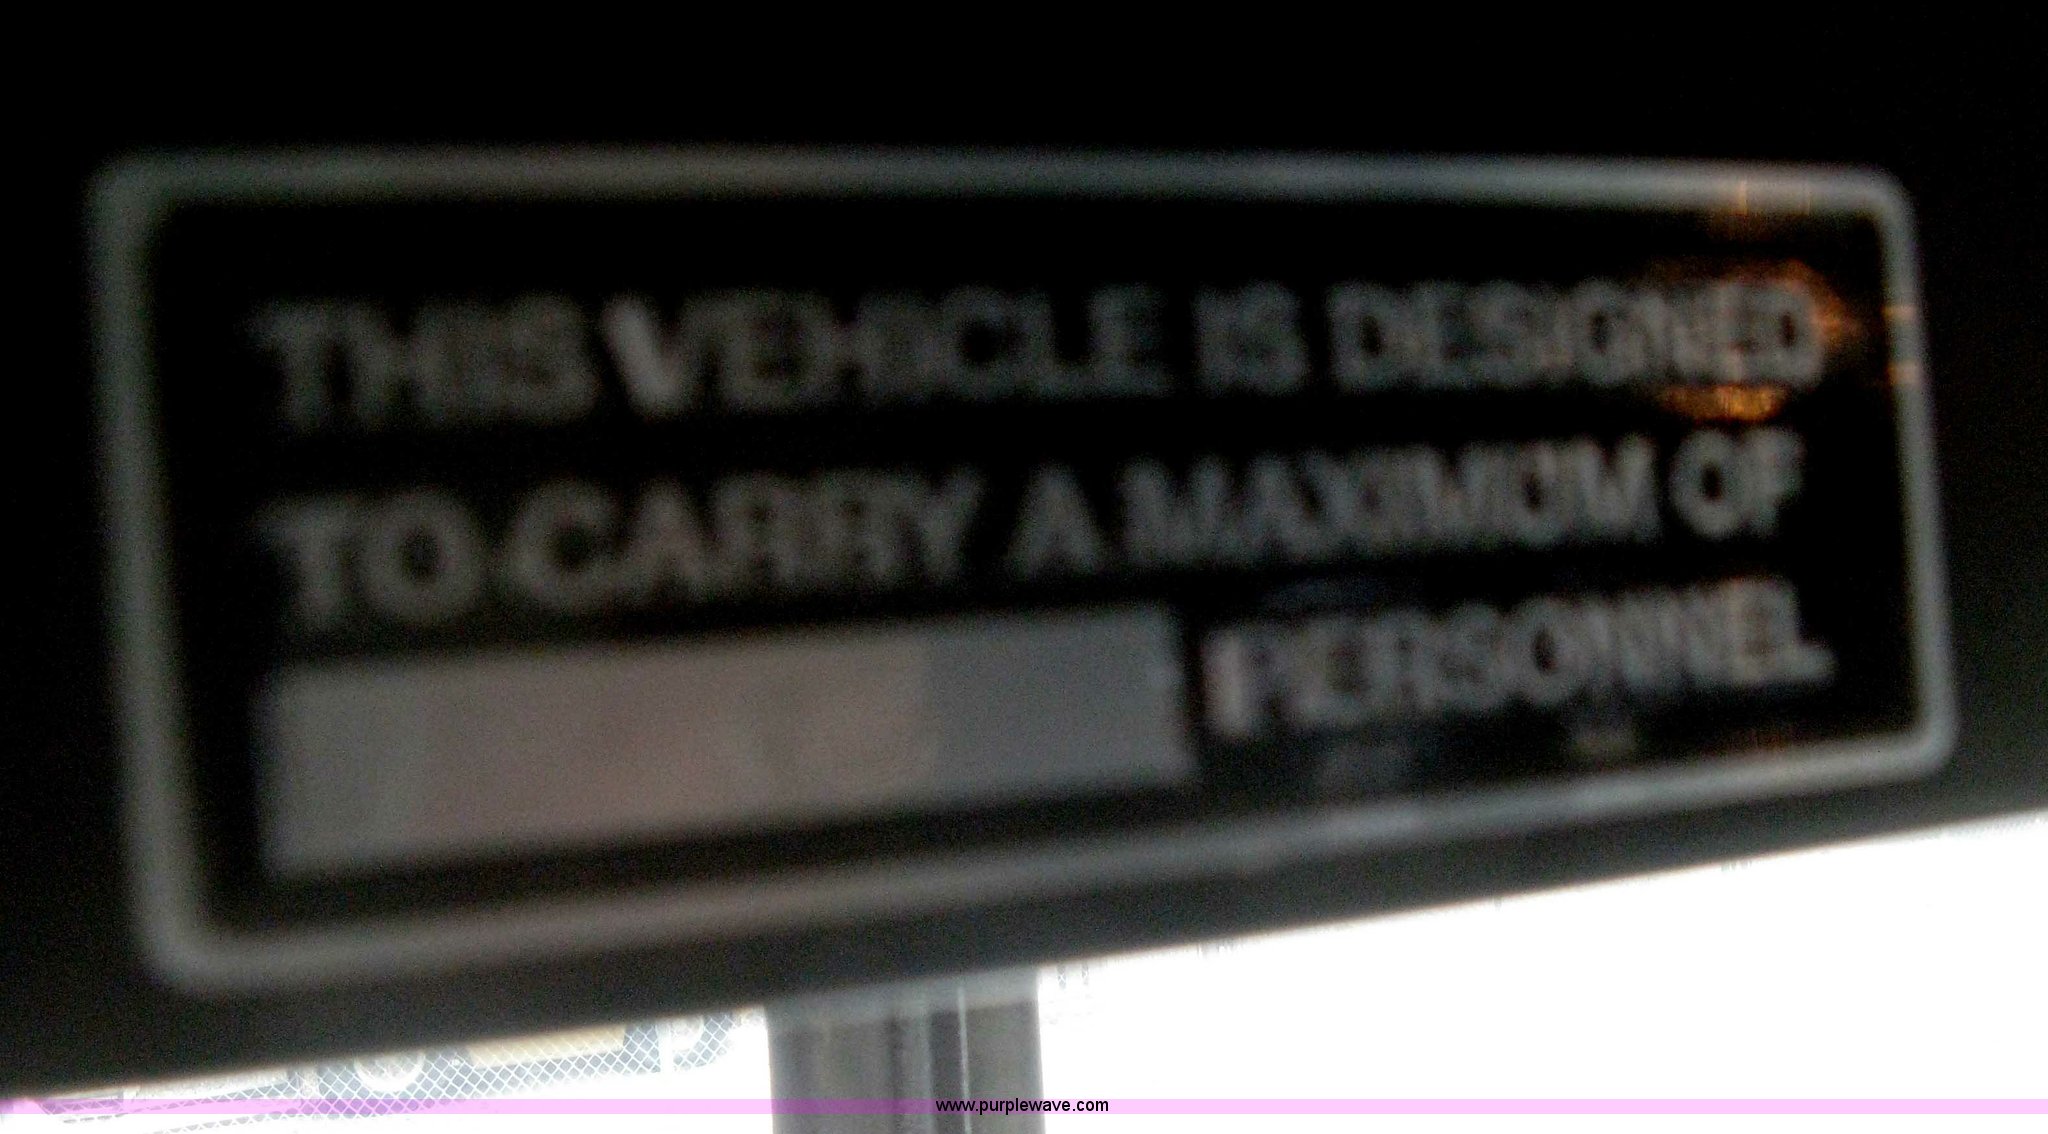 THIS VEHICLE IS DESIGNED
TO CARRY A MAXIMUM OF
PERSONNEL
www.purplewave.com